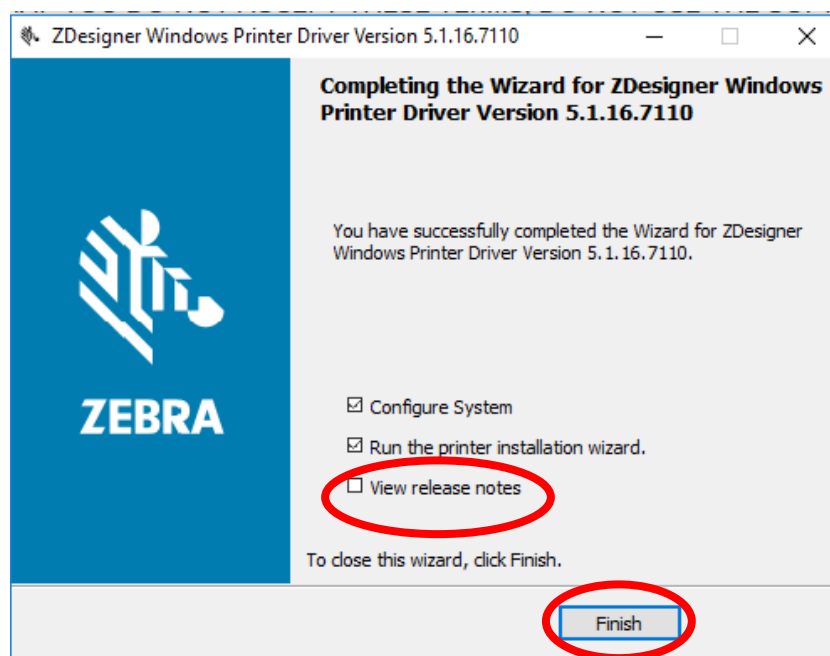 ZDesigner Windows Printer Driver Version 5.1.16.7110
Completing the Wizard for ZDesigner Windows
Printer Driver Version 5.1.16.7110
You have successfully completed the Wizard for ZDesigner
Windows Printer Driver Version 5.1.16.7110.
ZEBRA
Configure System
Run the printer installation wizard.
View release notes
To close this wizard, click Finish.
Finish